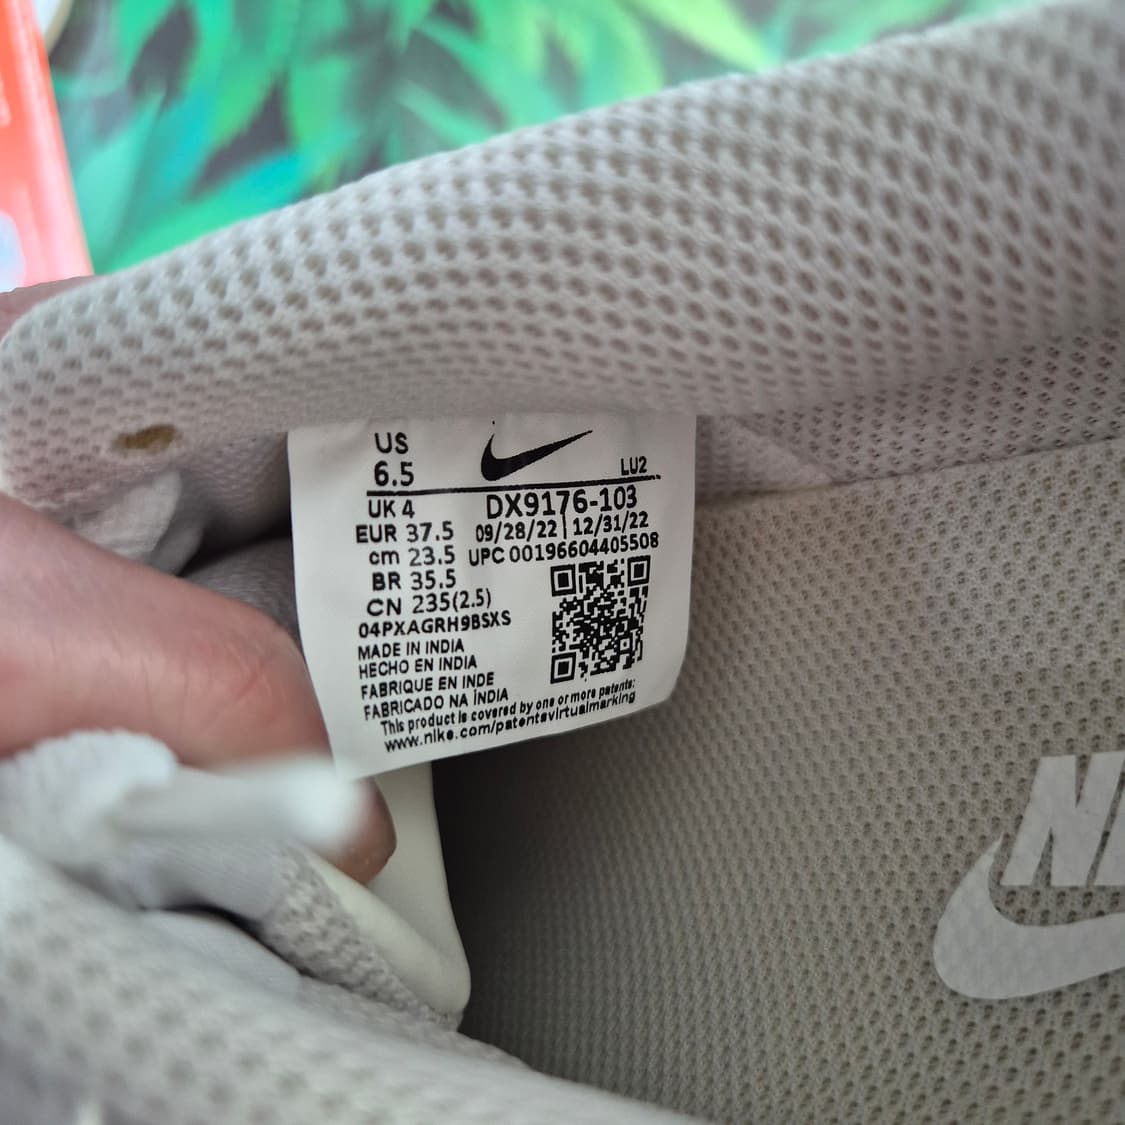 US
6.5
LU2
UK 4 DX9176-103
EUR 37.5 09/28/22 | 12/31/22
cm 23.5 UPC 00196604405508
BR 35.5
CN 235(2.5)
04PXAGRH9BSXS
MADE IN INDIA
HECHO EN INDIA
FABRIQUE EN INDE
FABRICADO NA ÍNDIA
This product is covered by one or more patents:
www.nike.com/patentsvirtualmarking